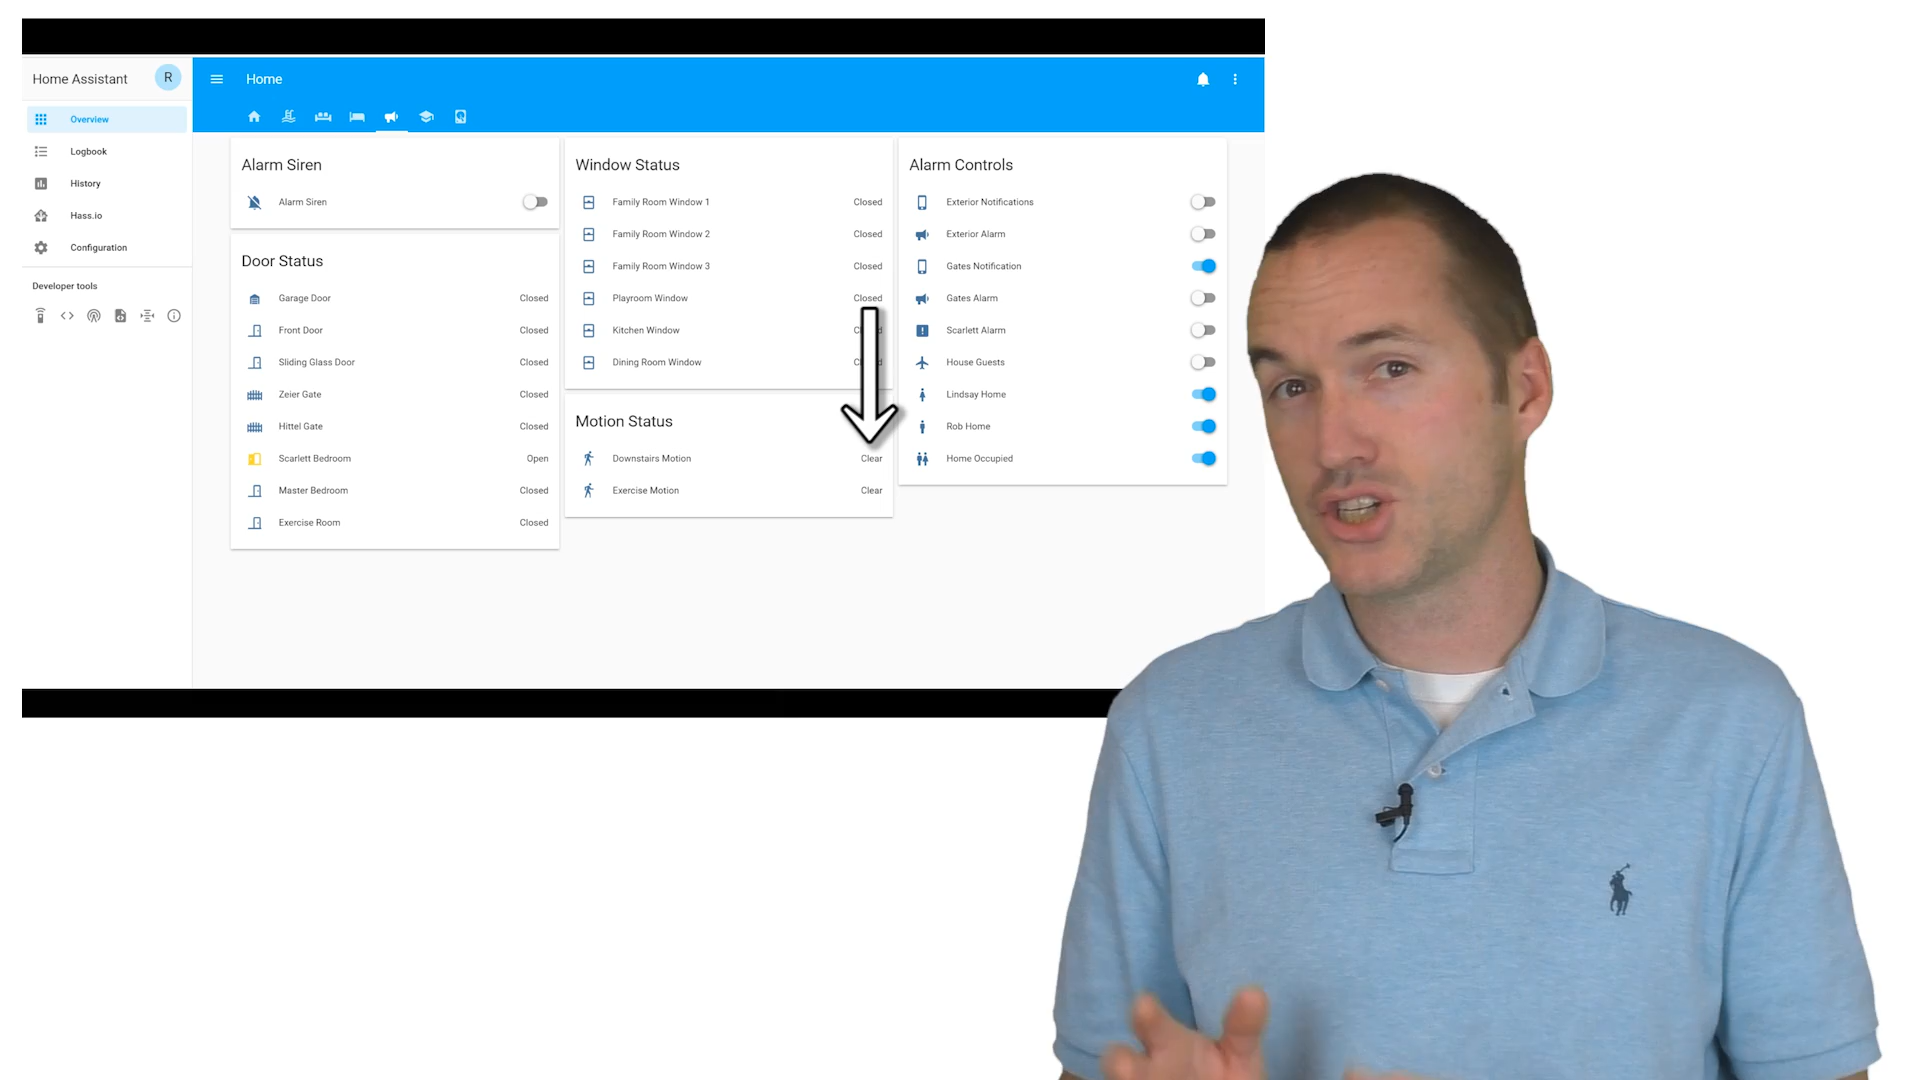 Home Assistant
R
Overview
Logbook
History
Hass.io
Configuration
Developer tools
Home
Alarm Siren
Alarm Siren
Door Status
Garage Door Closed
Front Door Closed
Sliding Glass Door Closed
Zeier Gate Closed
Hittel Gate Closed
Scarlett Bedroom Open
Master Bedroom Closed
Exercise Room Closed
Window Status
Family Room Window 1 Closed
Family Room Window 2 Closed
Family Room Window 3 Closed
Playroom Window Closed
Kitchen Window
Dining Room Window
Motion Status
Downstairs Motion Clear
Exercise Motion Clear
Alarm Controls
Exterior Notifications
Exterior Alarm
Gates Notification
Gates Alarm
Scarlett Alarm
House Guests
Lindsay Home
Rob Home
Home Occupied